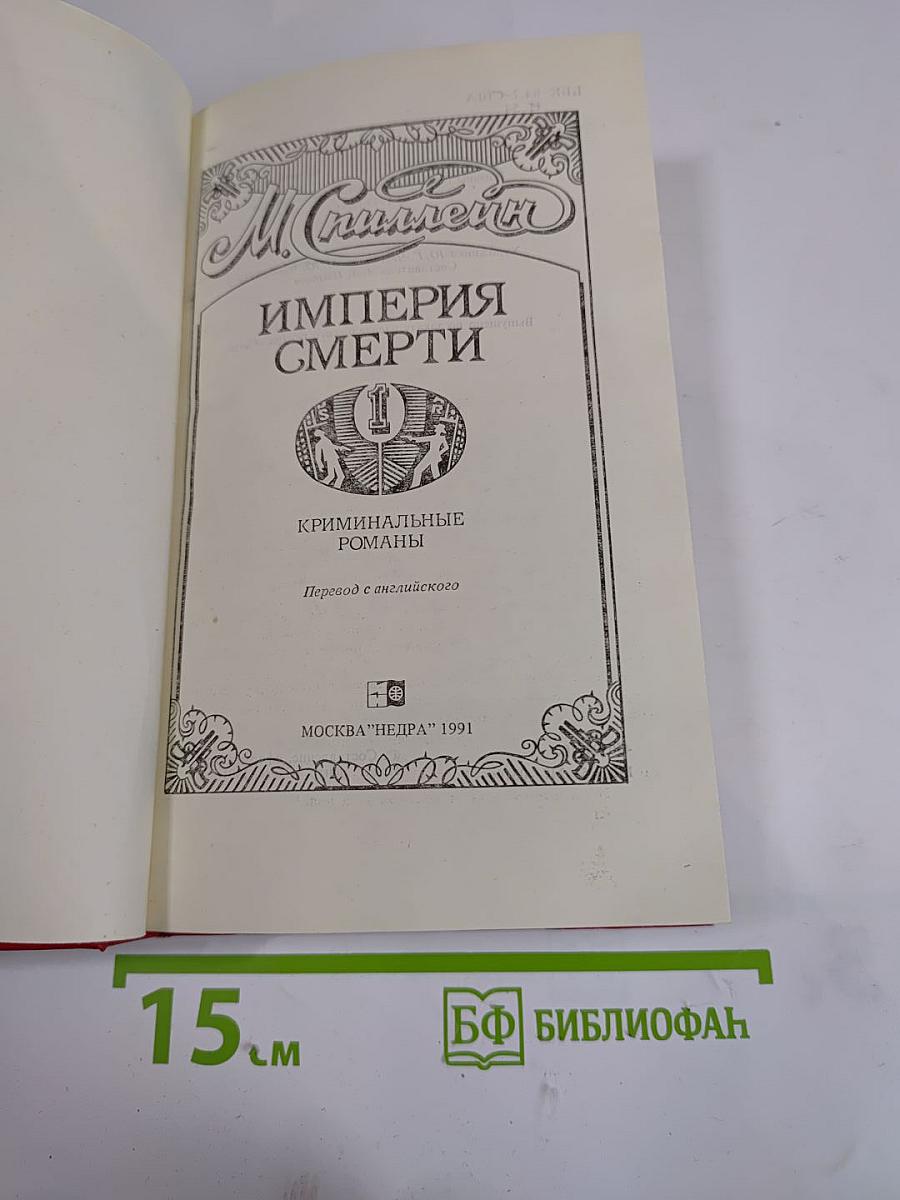 М. Спиллейн
ИМПЕРИЯ
СМЕРТИ
S 1 R
КРИМИНАЛЬНЫЕ
РОМАНЫ
Перевод с английского
МОСКВА"НЕДРА" 1991
15 см
БФ БИБЛИОФАН